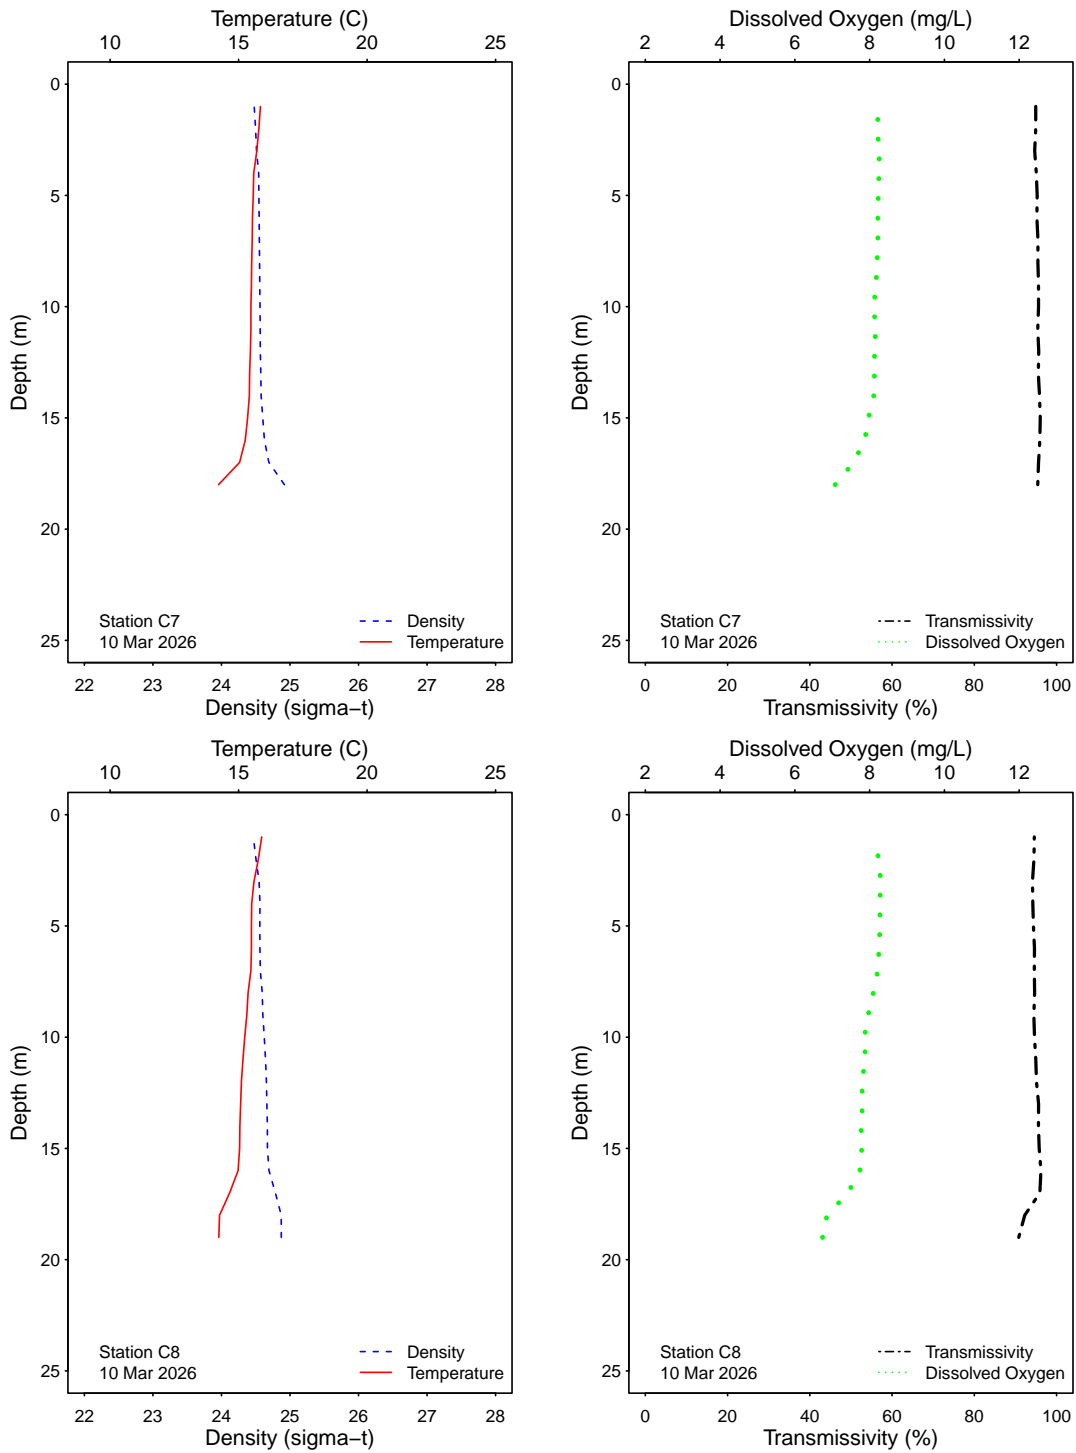 Temperature (C)
10 15 20 25
0
5
10
15
20
25
Depth (m)
Station C7
10 Mar 2026
Density
Temperature
22 23 24 25 26 27 28
Density (sigma−t)
Dissolved Oxygen (mg/L)
2 4 6 8 10 12
0
5
10
15
20
25
Depth (m)
Station C7
10 Mar 2026
Transmissivity
Dissolved Oxygen
0 20 40 60 80 100
Transmissivity (%)
Temperature (C)
10 15 20 25
0
5
10
15
20
25
Depth (m)
Station C8
10 Mar 2026
Density
Temperature
22 23 24 25 26 27 28
Density (sigma−t)
Dissolved Oxygen (mg/L)
2 4 6 8 10 12
0
5
10
15
20
25
Depth (m)
Station C8
10 Mar 2026
Transmissivity
Dissolved Oxygen
0 20 40 60 80 100
Transmissivity (%)